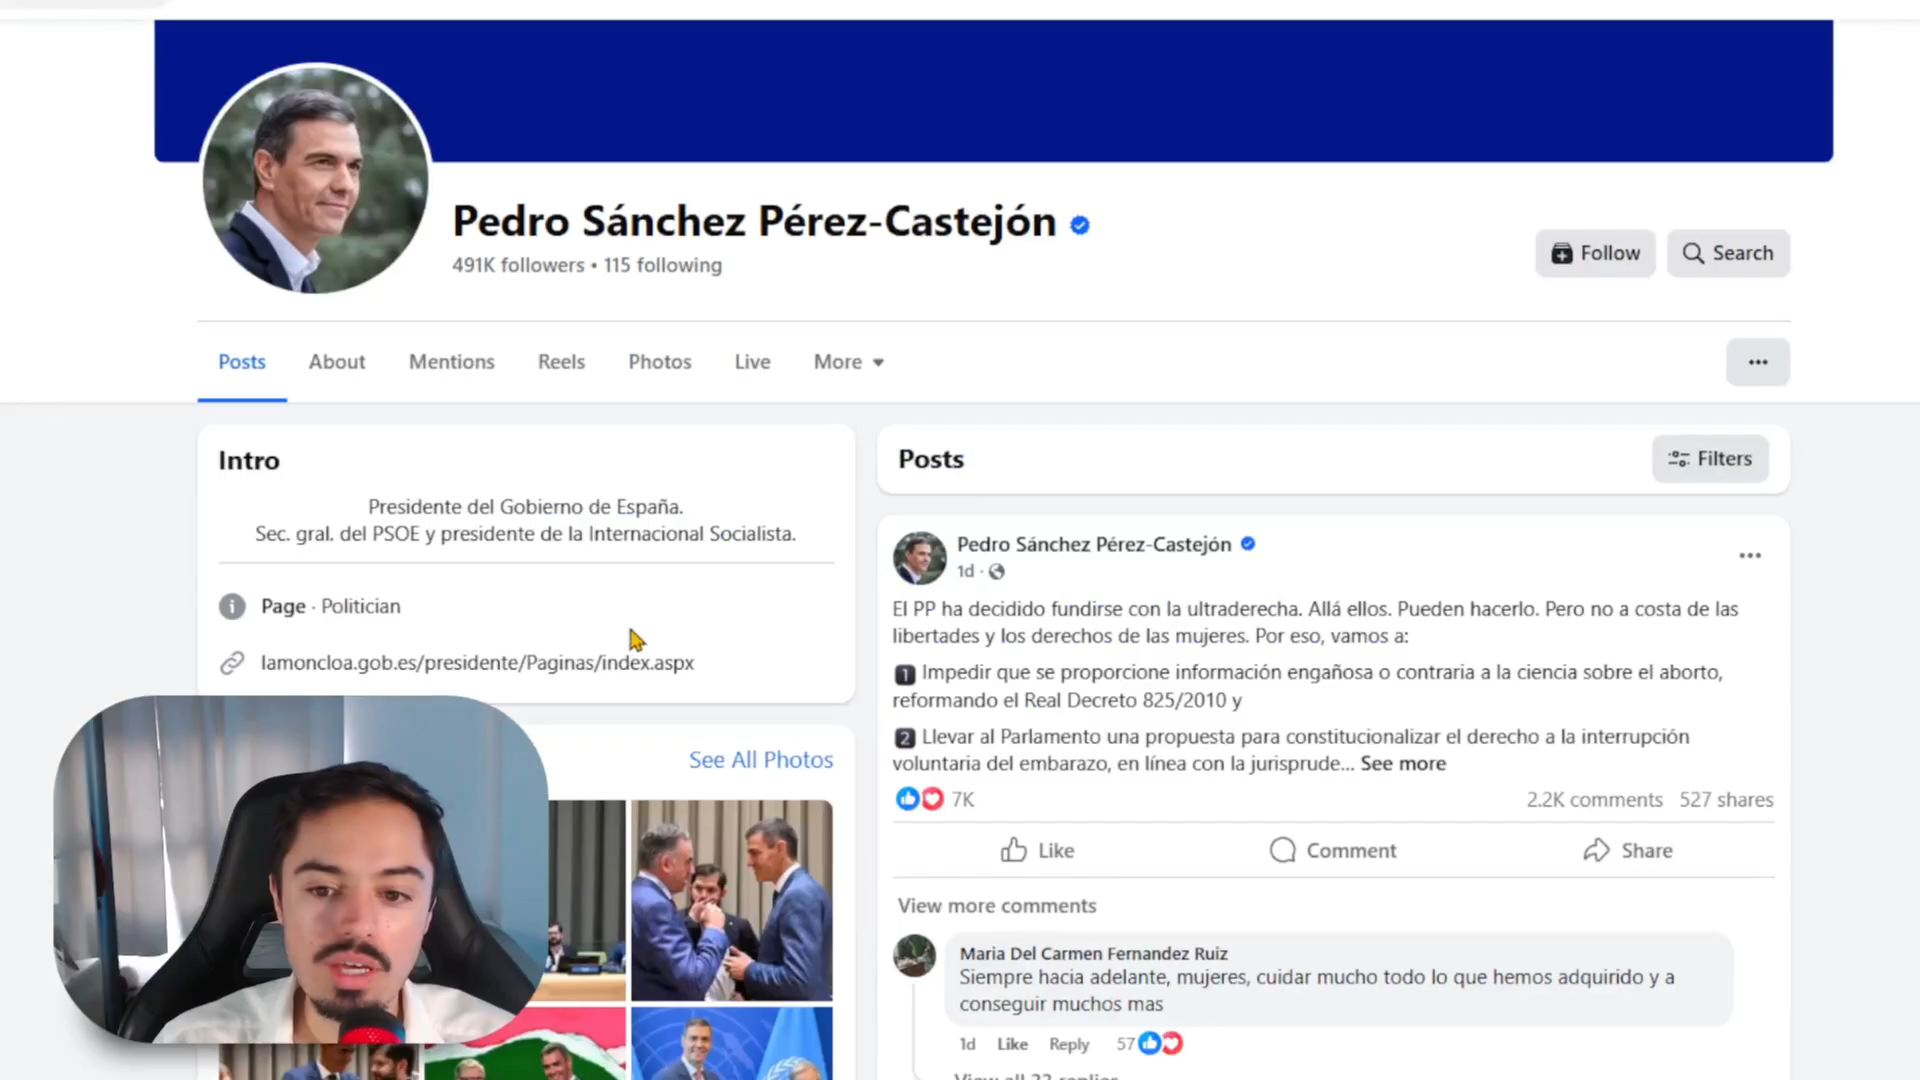 Pedro Sánchez Pérez-Castejón
491K followers • 115 following
Follow
Search
Posts
About
Mentions
Reels
Photos
Live
More
Intro
Presidente del Gobierno de España.
Sec. gral. del PSOE y presidente de la Internacional Socialista.
Page · Politician
lamoncloa.gob.es/presidente/Paginas/index.aspx
See All Photos
Posts
Filters
Pedro Sánchez Pérez-Castejón
1d ·
El PP ha decidido fundirse con la ultraderecha. Allá ellos. Pueden hacerlo. Pero no a costa de las
libertades y los derechos de las mujeres. Por eso, vamos a:
1 Impedir que se proporcione información engañosa o contraria a la ciencia sobre el aborto,
reformando el Real Decreto 825/2010 y
2 Llevar al Parlamento una propuesta para constitucionalizar el derecho a la interrupción
voluntaria del embarazo, en línea con la jurisprude... See more
7K
2.2K comments 527 shares
Like
Comment
Share
View more comments
Maria Del Carmen Fernandez Ruiz
Siempre hacia adelante, mujeres, cuidar mucho todo lo que hemos adquirido y a
conseguir muchos mas
1d Like Reply 57
View all 33 replies